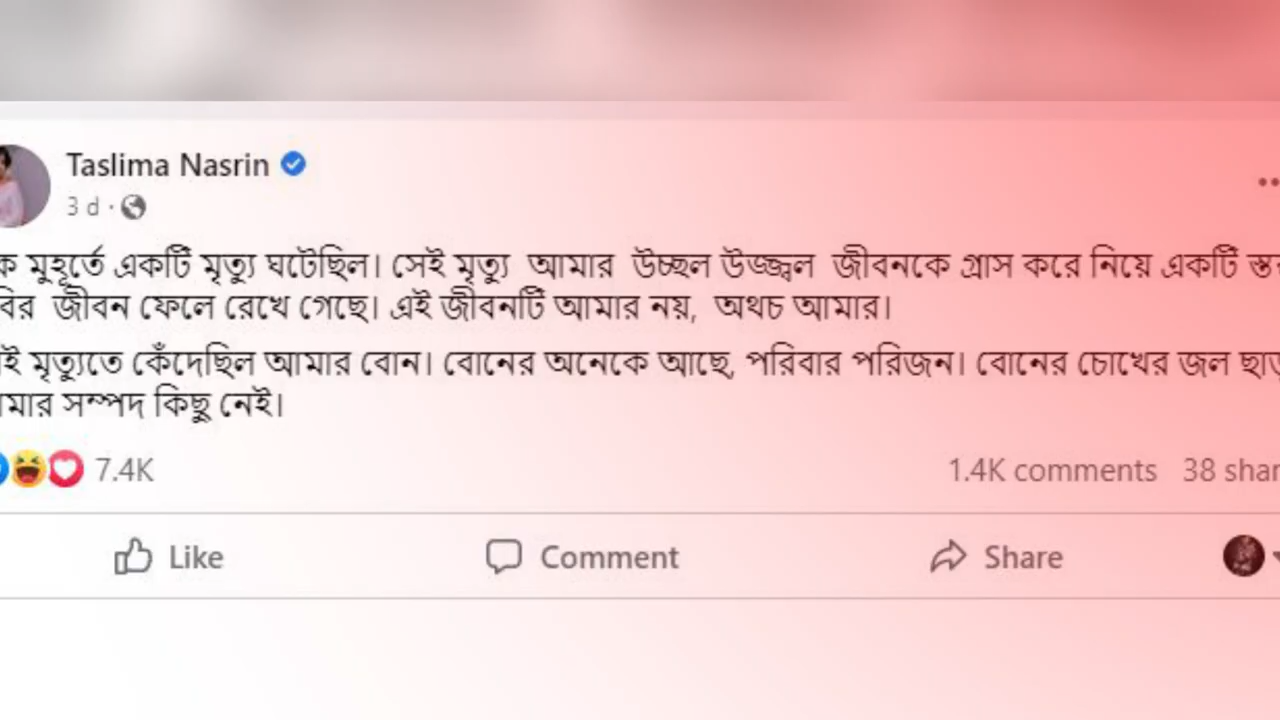 Taslima Nasrin
3 d
মুহূর্তে একটি মৃত্যু ঘটেছিল। সেই মৃত্যু আমার উচ্ছল উজ্জ্বল জীবনকে গ্রাস করে নিয়ে একটি
জীবন ফেলে রেখে গেছে। এই জীবনটি আমার নয়, অথচ আমার।
মৃত্যুতে কেঁদেছিল আমার বোন। বোনের অনেকে আছে, পরিবার পরিজন। বোনের চোখের জল
সম্পদ কিছু নেই।
7.4K
1.4K comments 38
Like Comment Share